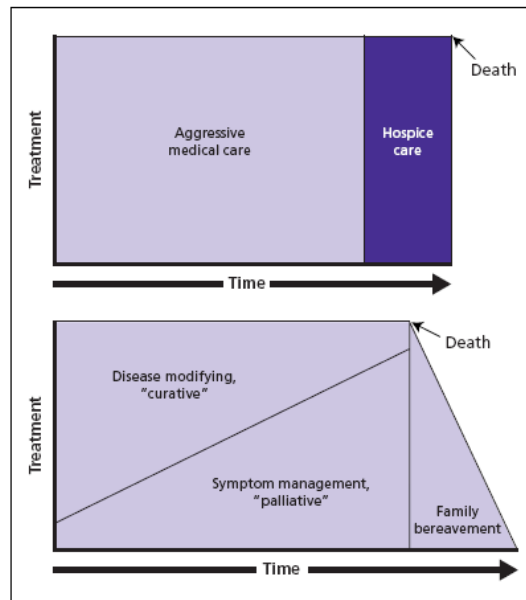 Death
Treatment
Aggressive
medical care
Hospice
care
Time
Death
Treatment
Disease modifying,
"curative"
Symptom management,
"palliative"
Family
bereavement
Time